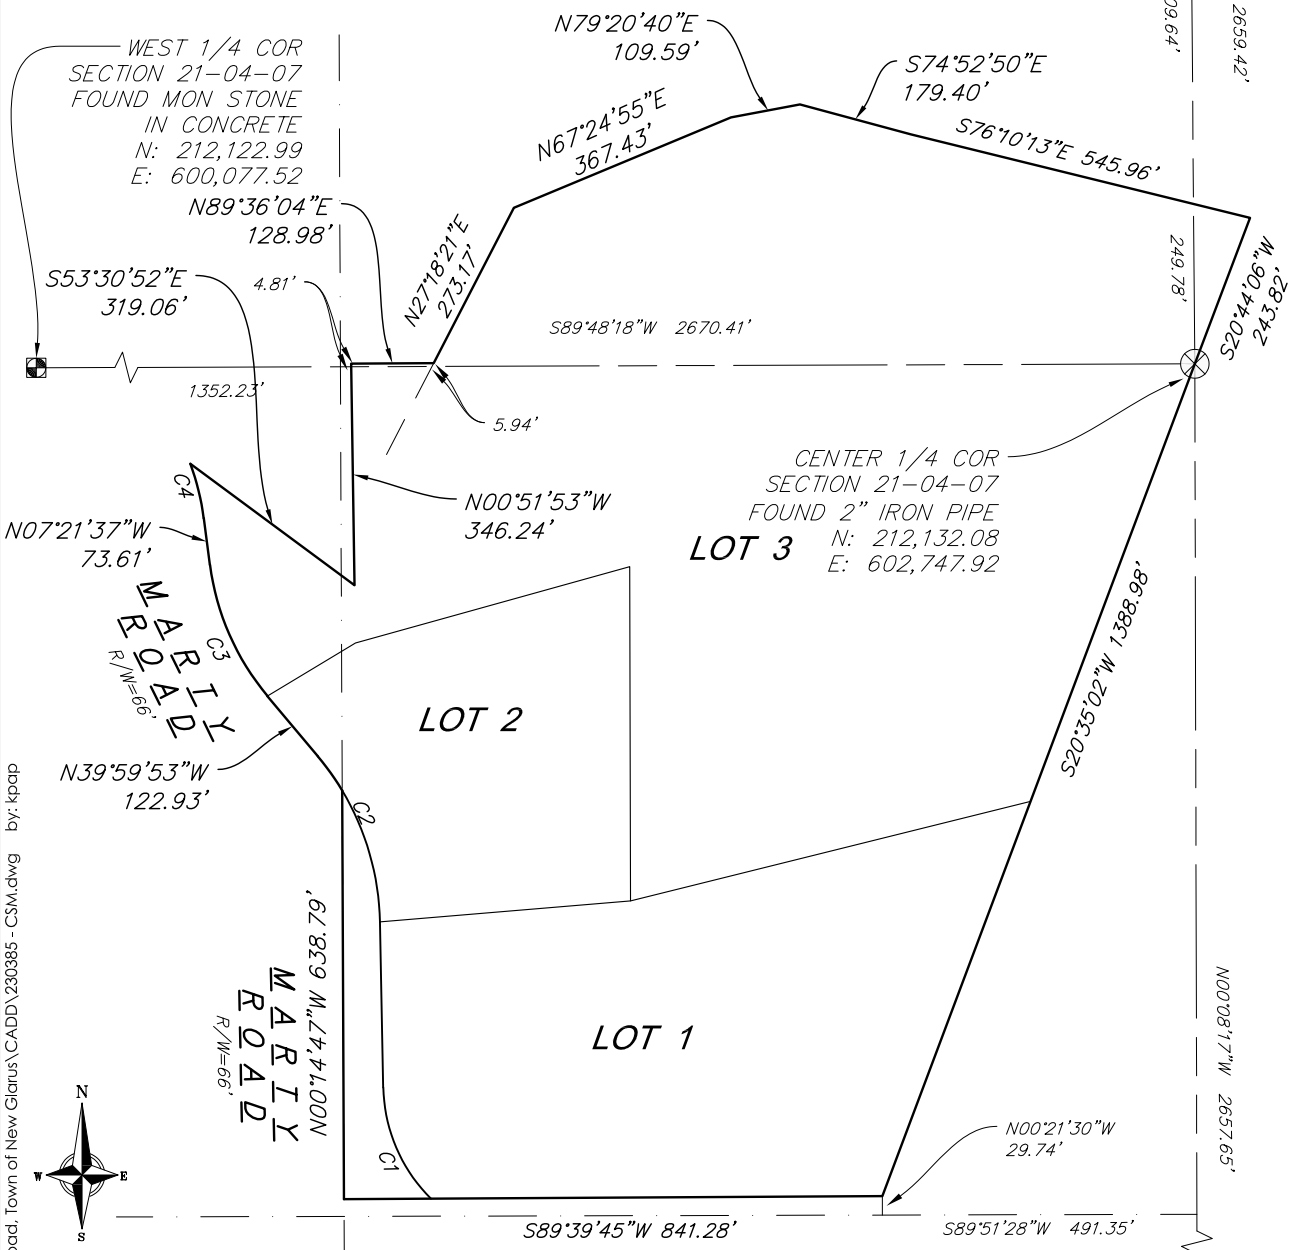 N79°20'40"E
109.59'
09.64'
2659.42'
WEST 1/4 COR
SECTION 21-04-07
FOUND MON STONE
IN CONCRETE
N: 212,122.99
E: 600,077.52
S74°52'50"E
179.40'
N67°24'55"E
367.43'
S76°10'13"E 545.96'
N89°36'04"E
128.98'
S53°30'52"E
319.06'
4.81'
N27°18'21"E
273.17'
249.78'
S20°44'06"W
243.82'
S89°48'18"W 2670.41'
1352.23'
5.94'
CENTER 1/4 COR
SECTION 21-04-07
FOUND 2" IRON PIPE
N: 212,132.08
E: 602,747.92
C4
N00°51'53"W
346.24'
N07°21'37"W
73.61'
LOT 3
MARTY
ROAD
R/W=66'
C3
S20°35'02"W 1388.98'
LOT 2
N39°59'53"W
122.93'
C2
N00°14'47"W 638.79'
MARTY
ROAD
R/W=66'
LOT 1
N00°08'17"W 2657.65'
C1
N00°21'30"W
29.74'
S89°39'45"W 841.28'
S89°51'28"W 491.35'
N
W
E
S
oad, Town of New Glarus\CADD\230385 - CSM.dwg by: kpap